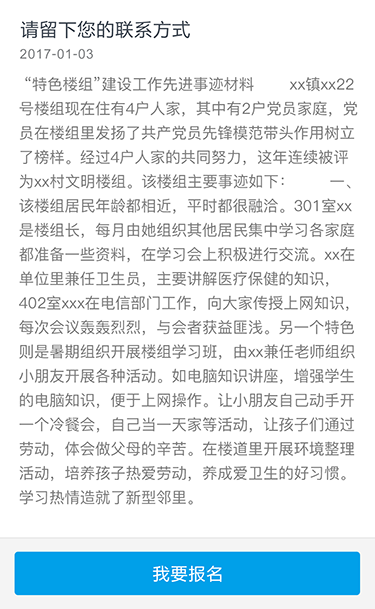 请留下您的联系方式
2017-01-03
“特色楼组”建设工作先进事迹材料　　xx镇xx22
号楼组现在住有4户人家，其中有2户党员家庭，党
员在楼组里发扬了共产党员先锋模范带头作用树立
了榜样。经过4户人家的共同努力，这年连续被评
为xx村文明楼组。该楼组主要事迹如下：　　一、
该楼组居民年龄都相近，平时都很融洽。301室xx
是楼组长，每月由她组织其他居民集中学习各家庭
都准备一些资料，在学习会上积极进行交流。xx在
单位里兼任卫生员，主要讲解医疗保健的知识，
402室xxx在电信部门工作，向大家传授上网知识，
每次会议轰轰烈烈，与会者获益匪浅。另一个特色
则是暑期组织开展楼组学习班，由xx兼任老师组织
小朋友开展各种活动。如电脑知识讲座，增强学生
的电脑知识，便于上网操作。让小朋友自己动手开
一个冷餐会，自己当一天家等活动，让孩子们通过
劳动，体会做父母的辛苦。在楼道里开展环境整理
活动，培养孩子热爱劳动，养成爱卫生的好习惯。
学习热情造就了新型邻里。
我要报名